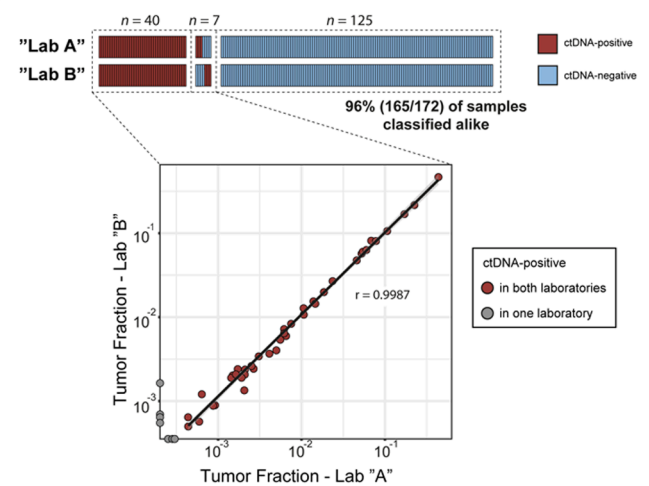 n = 40 n = 7 n = 125
"Lab A"
"Lab B"
ctDNA-positive
ctDNA-negative
96% (165/172) of samples
classified alike
Tumor Fraction - Lab "B"
10-1
10-2
10-3
r = 0.9987
ctDNA-positive
in both laboratories
in one laboratory
10-3 10-2 10-1
Tumor Fraction - Lab "A"